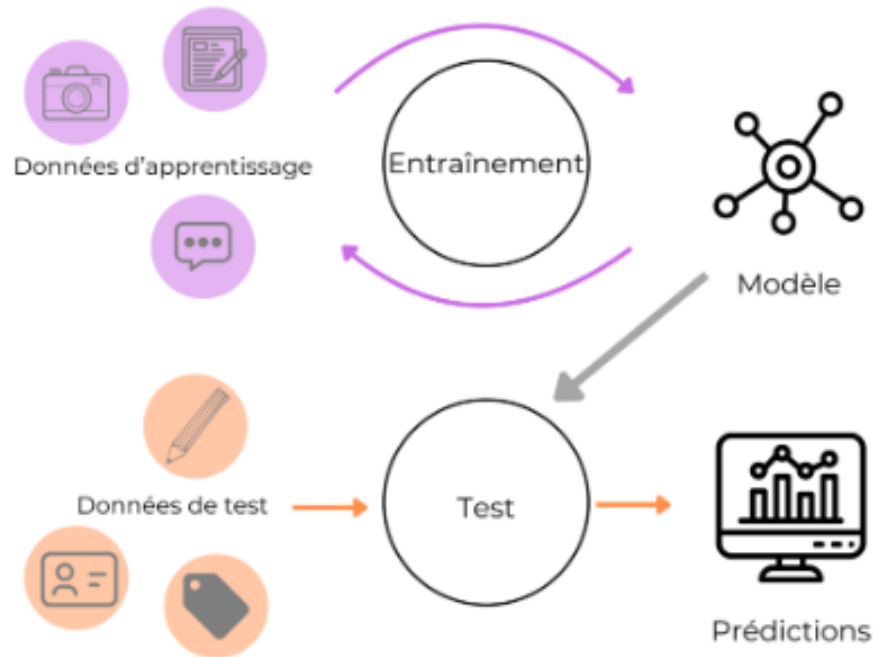 Données d'apprentissage
Entraînement
Modèle
Données de test
Test
Prédictions